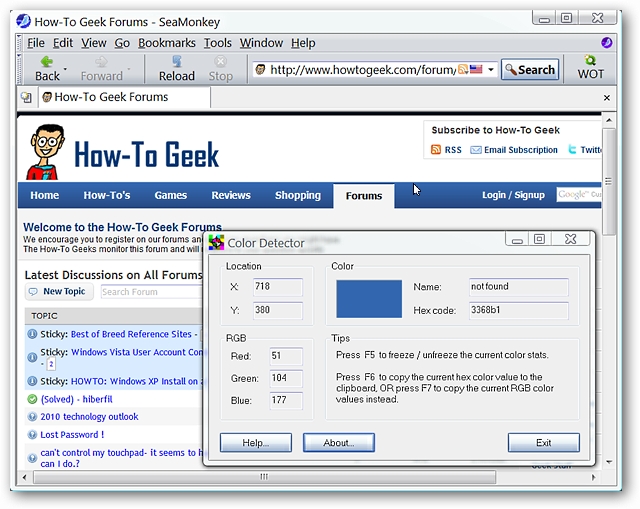 How-To Geek Forums - SeaMonkey
File Edit View Go Bookmarks Tools Window Help
Back Forward Reload Stop http://www.howtogeek.com/forum/ Search WOT
How-To Geek Forums
How-To Geek
Subscribe to How-To Geek
RSS Email Subscription Twitte
Home How-To's Games Reviews Shopping Forums Login / Signup Google™ Cus
Welcome to the How-To Geek Forums
We encourage you to register on our forums and
The How-To Geeks monitor this forum and will
Latest Discussions on All Forums
New Topic Search Forum
TOPIC
Sticky: Best of Breed Reference Sites -
Sticky: Windows Vista User Account Con
- 2
Sticky: HOWTO: Windows XP Install on a
(Solved) - hiberfil
2010 technology outlook
Lost Password !
can't control my touchpad- it seems to h
can I do.?
Color Detector
Location
X: 718
Y: 380
Color
Name: not found
Hex code: 3368b1
RGB
Red: 51
Green: 104
Blue: 177
Tips
Press F5 to freeze / unfreeze the current color stats.
Press F6 to copy the current hex color value to the
clipboard, OR press F7 to copy the current RGB color
values instead.
Help... About... Exit